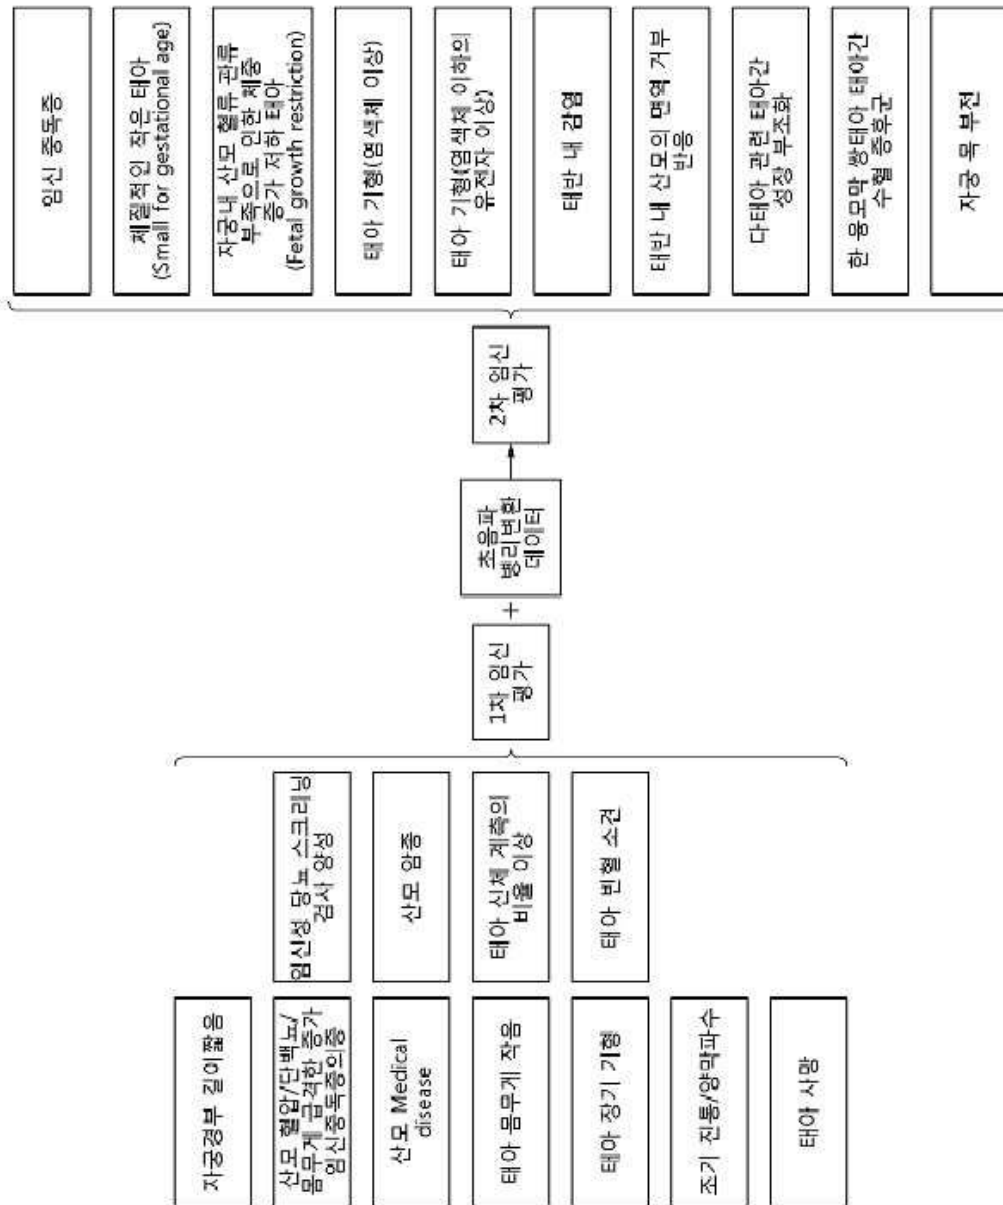 자궁경부 길이짧음
산모 혈압/단백뇨/
몸무게 급격한 증가
임신중독증의증
산모 Medical
disease
태아 몸무게 작음
태아 장기 기형
조기 진통/양막파수
태아 사망
임신성 당뇨 스크리닝
검사 양성
산모 암종
태아 신체 계측의
비율 이상
태아 빈혈 소견
1차 임신
평가
+
초음파
병리변환
데이터
2차 임신
평가
임신 중독증
체질적인 작은 태아
(Small for gestational age)
자궁내 산모 혈류 관류
부족으로 인한 체중
증가 저하 태아
(Fetal growth restriction)
태아 기형(염색체 이상)
태아 기형(염색체 이하의
유전자 이상)
태반 내 감염
태반 내 산모의 면역 거부
반응
다태아 관련 태아간
성장 부조화
한 융모막 쌍태아 태아간
수혈 증후군
자궁 목 부전